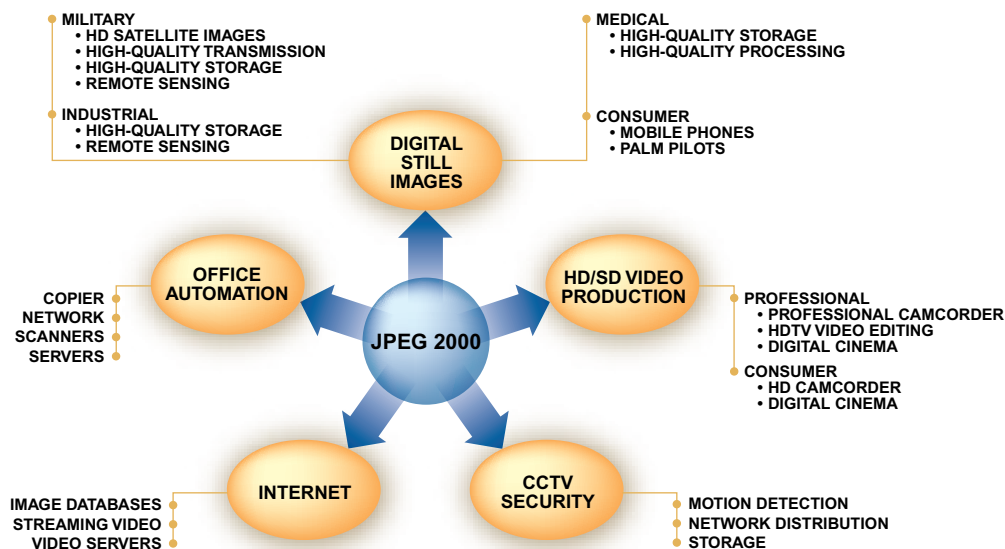 MILITARY
• HD SATELLITE IMAGES
• HIGH-QUALITY TRANSMISSION
• HIGH-QUALITY STORAGE
• REMOTE SENSING
INDUSTRIAL
• HIGH-QUALITY STORAGE
• REMOTE SENSING
MEDICAL
• HIGH-QUALITY STORAGE
• HIGH-QUALITY PROCESSING
CONSUMER
• MOBILE PHONES
• PALM PILOTS
DIGITAL
STILL
IMAGES
OFFICE
AUTOMATION
COPIER
NETWORK
SCANNERS
SERVERS
JPEG 2000
HD/SD VIDEO
PRODUCTION
PROFESSIONAL
• PROFESSIONAL CAMCORDER
• HDTV VIDEO EDITING
• DIGITAL CINEMA
CONSUMER
• HD CAMCORDER
• DIGITAL CINEMA
INTERNET
IMAGE DATABASES
STREAMING VIDEO
VIDEO SERVERS
CCTV
SECURITY
MOTION DETECTION
NETWORK DISTRIBUTION
STORAGE